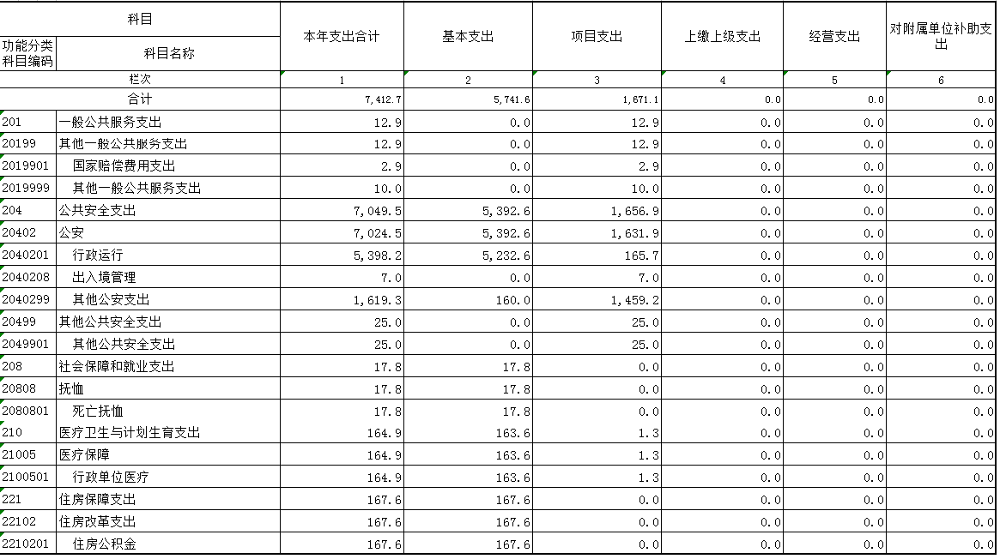 科目 本年支出合计 基本支出 项目支出 上缴上级支出 经营支出 对附属单位补助支出
功能分类科目编码 科目名称
栏次 1 2 3 4 5 6
合计 7,412.7 5,741.6 1,671.1 0.0 0.0 0.0
201 一般公共服务支出 12.9 0.0 12.9 0.0 0.0 0.0
20199 其他一般公共服务支出 12.9 0.0 12.9 0.0 0.0 0.0
2019901 国家赔偿费用支出 2.9 0.0 2.9 0.0 0.0 0.0
2019999 其他一般公共服务支出 10.0 0.0 10.0 0.0 0.0 0.0
204 公共安全支出 7,049.5 5,392.6 1,656.9 0.0 0.0 0.0
20402 公安 7,024.5 5,392.6 1,631.9 0.0 0.0 0.0
2040201 行政运行 5,398.2 5,232.6 165.7 0.0 0.0 0.0
2040208 出入境管理 7.0 0.0 7.0 0.0 0.0 0.0
2040299 其他公安支出 1,619.3 160.0 1,459.2 0.0 0.0 0.0
20499 其他公共安全支出 25.0 0.0 25.0 0.0 0.0 0.0
2049901 其他公共安全支出 25.0 0.0 25.0 0.0 0.0 0.0
208 社会保障和就业支出 17.8 17.8 0.0 0.0 0.0 0.0
20808 抚恤 17.8 17.8 0.0 0.0 0.0 0.0
2080801 死亡抚恤 17.8 17.8 0.0 0.0 0.0 0.0
210 医疗卫生与计划生育支出 164.9 163.6 1.3 0.0 0.0 0.0
21005 医疗保障 164.9 163.6 1.3 0.0 0.0 0.0
2100501 行政单位医疗 164.9 163.6 1.3 0.0 0.0 0.0
221 住房保障支出 167.6 167.6 0.0 0.0 0.0 0.0
22102 住房改革支出 167.6 167.6 0.0 0.0 0.0 0.0
2210201 住房公积金 167.6 167.6 0.0 0.0 0.0 0.0